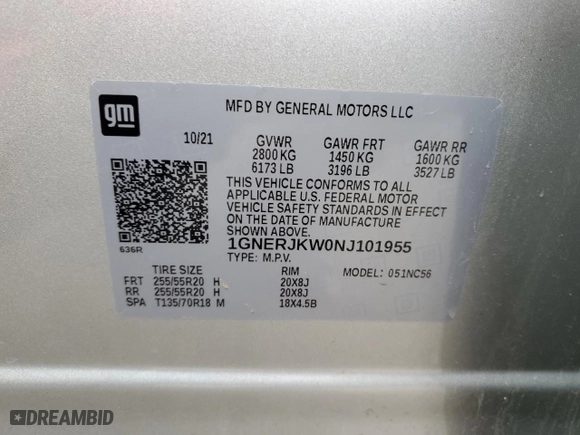 gm
MFD BY GENERAL MOTORS LLC
10/21 GVWR GAWR FRT GAWR RR
2800 KG 1450 KG 1600 KG
6173 LB 3196 LB 3527 LB
THIS VEHICLE CONFORMS TO ALL
APPLICABLE U.S. FEDERAL MOTOR
VEHICLE SAFETY STANDARDS IN EFFECT
ON THE DATE OF MANUFACTURE SHOWN ABOVE.
636R 1GNERJKW0NJ101955
TYPE: M.P.V. MODEL: 051NC56
TIRE SIZE RIM
FRT 255/55R20 H 20X8J
RR 255/55R20 H 20X8J
SPA T135/70R18 M 18X4.5B
DREAMBID